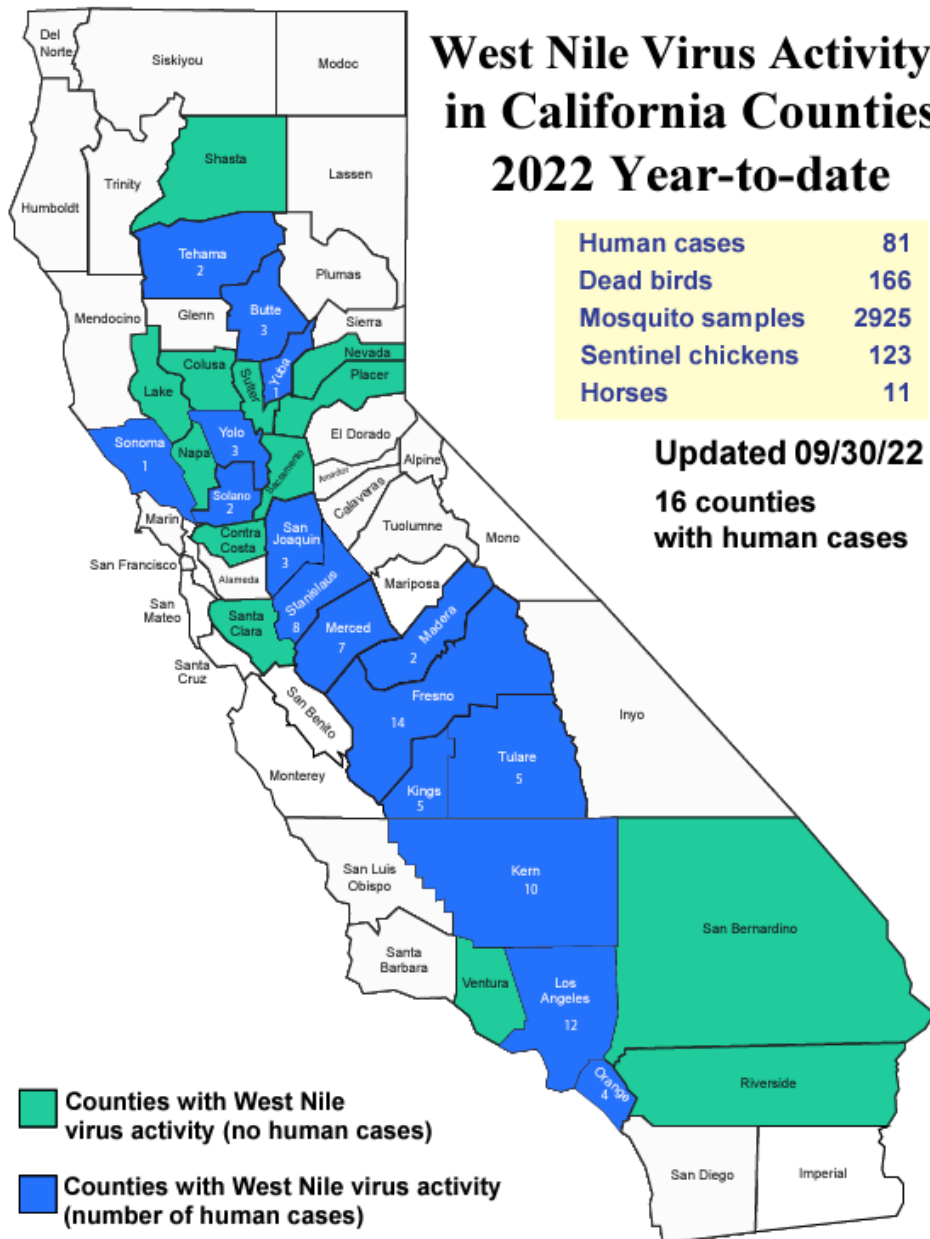 West Nile Virus Activity
in California Counties
2022 Year-to-date
Human cases 81
Dead birds 166
Mosquito samples 2925
Sentinel chickens 123
Horses 11
Updated 09/30/22
16 counties
with human cases
Del
Norte
Siskiyou
Modoc
Shasta
Lassen
Trinity
Humboldt
Tehama
2
Plumas
Mendocino
Glenn
Butte
3
Sierra
Nevada
Placer
Yuba
1
Sutter
Colusa
Lake
El Dorado
Sonoma
1
Napa
Yolo
3
Sacramento
Amador
Alpine
Solano
2
Calaveras
Marin
Contra
Costa
San
Joaquin
3
Tuolumne
Mono
San Francisco
Alameda
Stanislaus
8
Mariposa
San
Mateo
Santa
Clara
Merced
7
Madera
2
Santa
Cruz
San Benito
Fresno
14
Inyo
Monterey
Kings
5
Tulare
5
San Luis
Obispo
Kern
10
San Bernardino
Santa
Barbara
Ventura
Los
Angeles
12
Orange
4
Riverside
San Diego
Imperial
Counties with West Nile
virus activity (no human cases)
Counties with West Nile virus activity
(number of human cases)